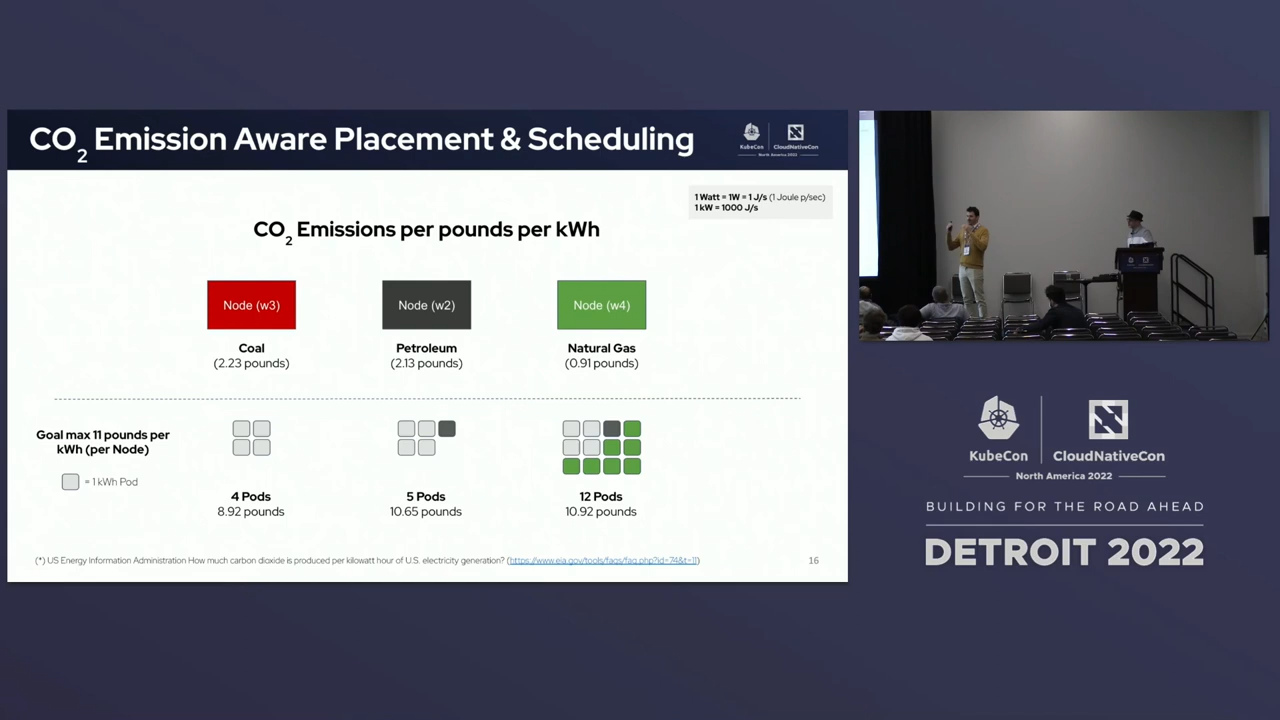 CO2 Emission Aware Placement & Scheduling
KubeCon
CloudNativeCon
North America 2022
1 Watt = 1W = 1 J/s (1 Joule p/sec)
1 kW = 1000 J/s
CO2 Emissions per pounds per kWh
Node (w3)
Node (w2)
Node (w4)
Coal
(2.23 pounds)
Petroleum
(2.13 pounds)
Natural Gas
(0.91 pounds)
Goal max 11 pounds per
kWh (per Node)
= 1 kWh Pod
4 Pods
8.92 pounds
5 Pods
10.65 pounds
12 Pods
10.92 pounds
(*) US Energy Information Administration How much carbon dioxide is produced per kilowatt hour of U.S. electricity generation? (https://www.eia.gov/tools/faqs/faq.php?id=74&t=11)
16
KubeCon
CloudNativeCon
North America 2022
BUILDING FOR THE ROAD AHEAD
DETROIT 2022